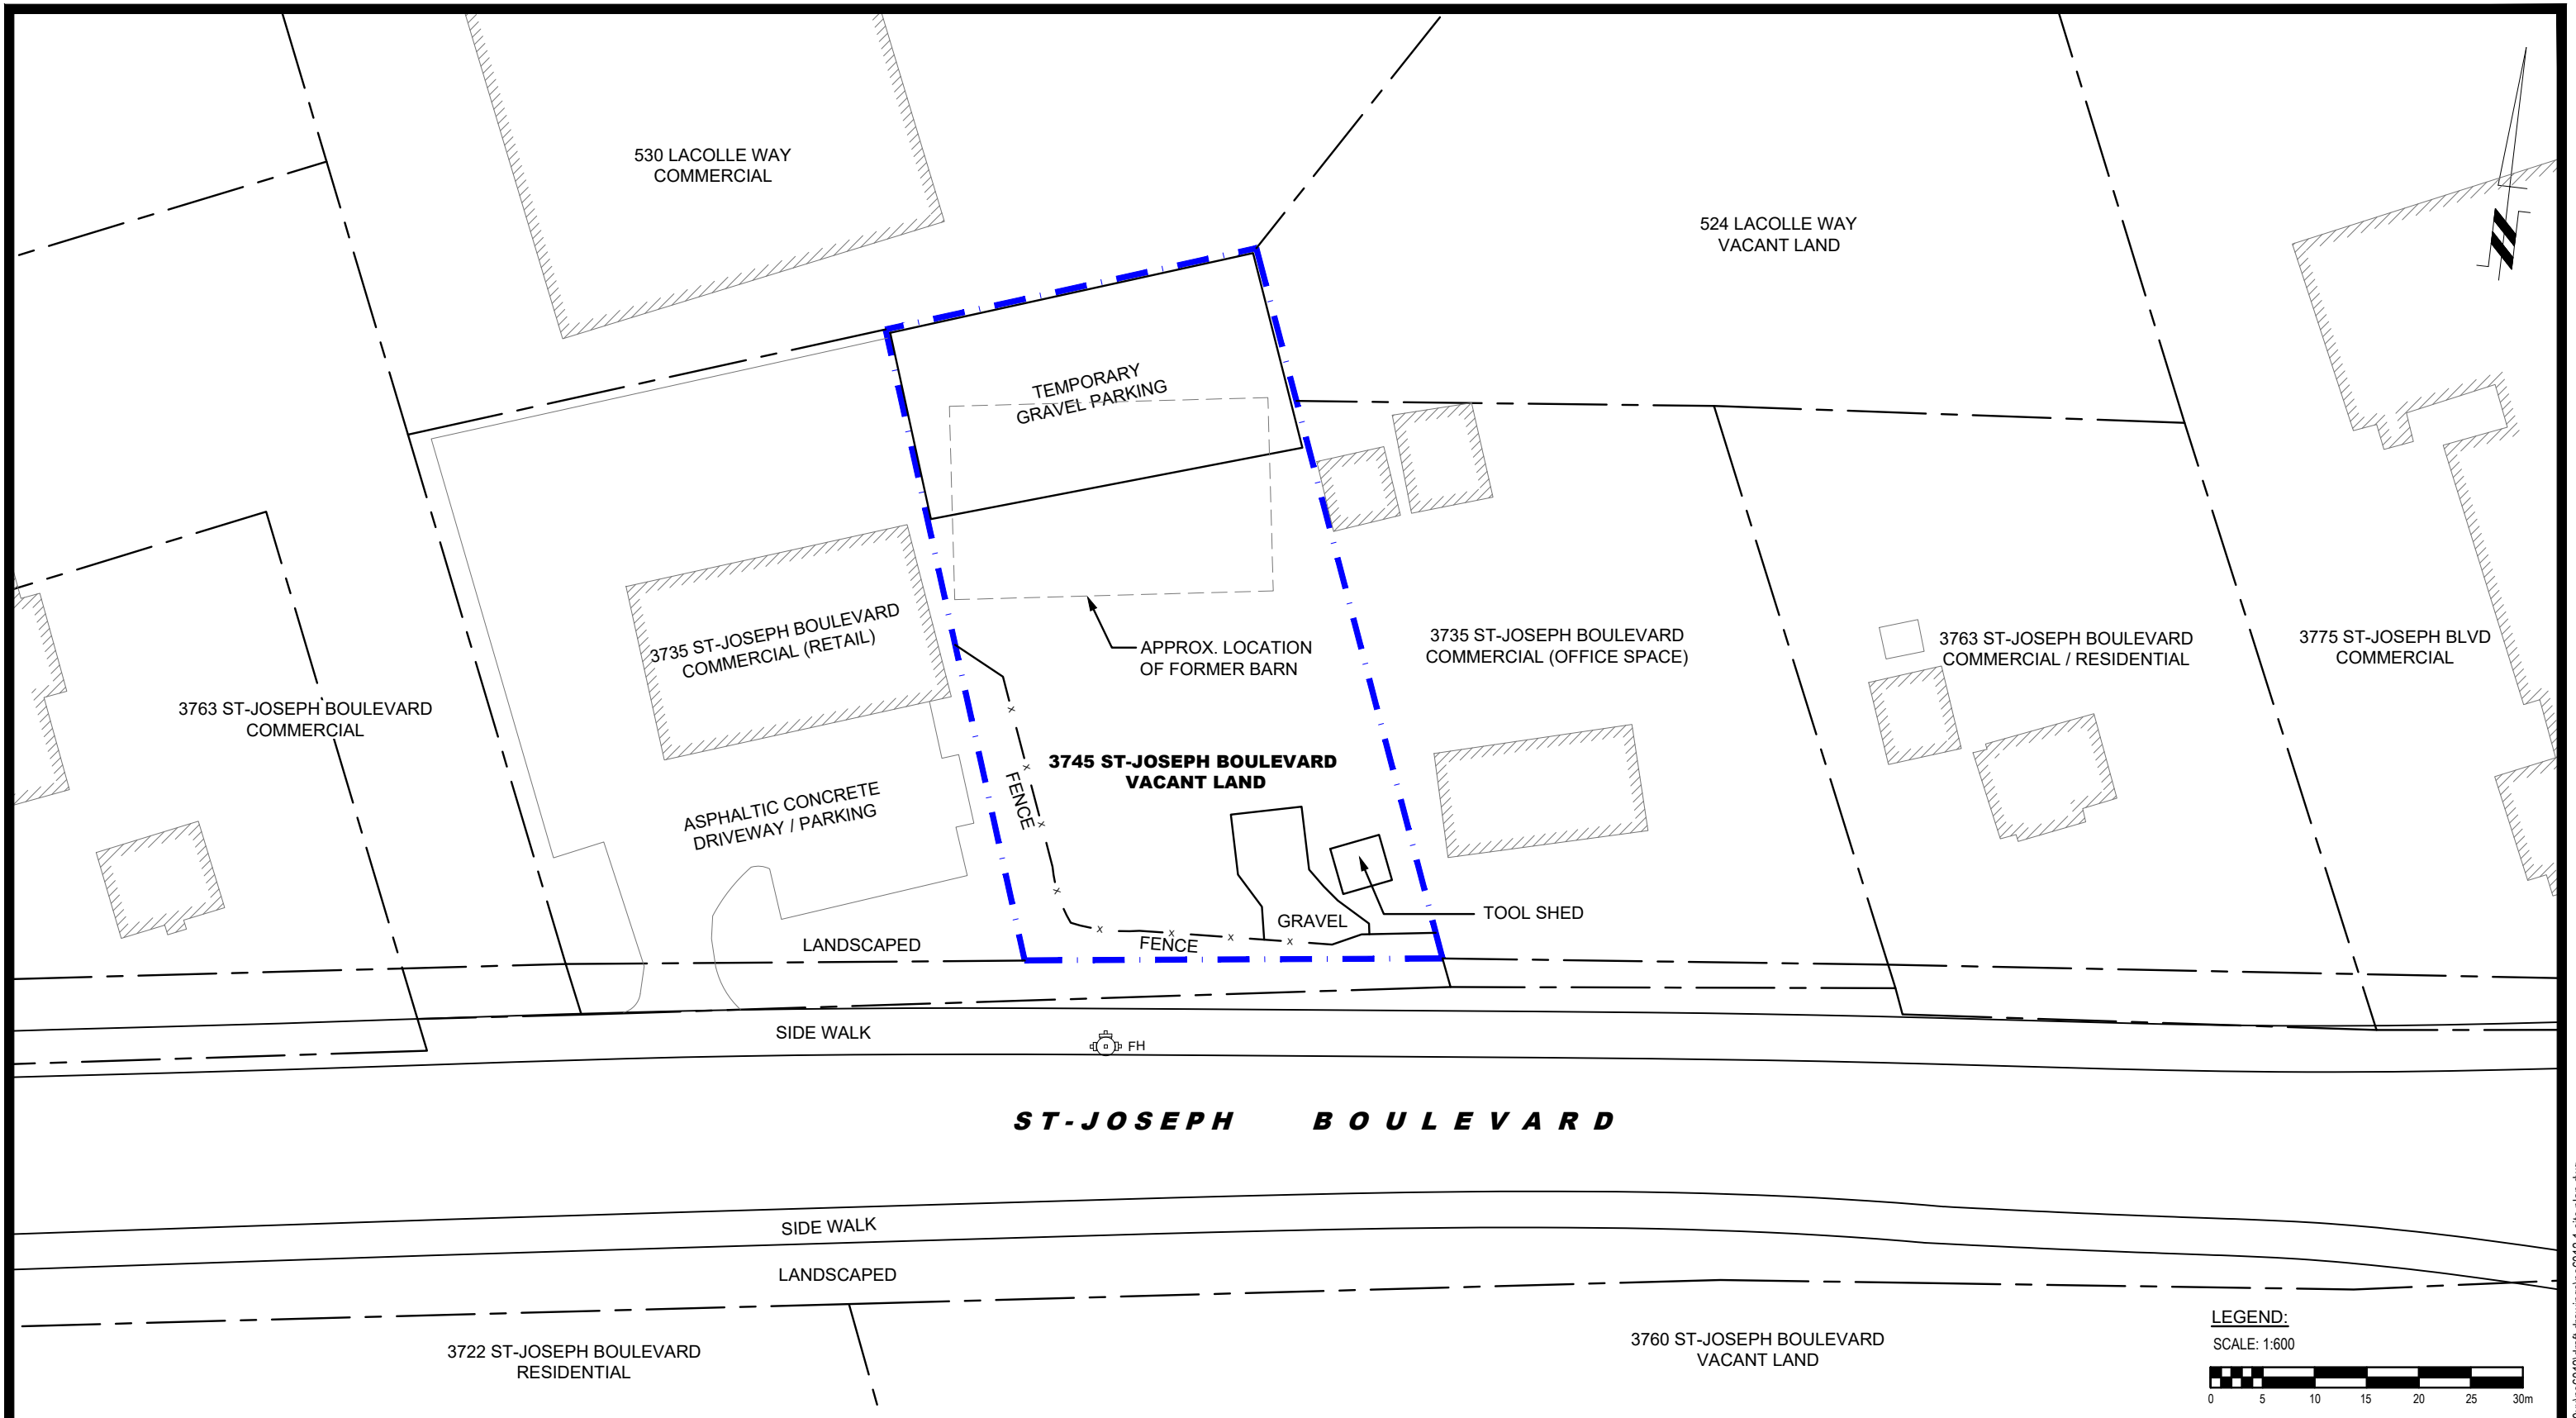 530 LACOLLE WAY
COMMERCIAL
524 LACOLLE WAY
VACANT LAND
TEMPORARY
GRAVEL PARKING
3735 ST-JOSEPH BOULEVARD
COMMERCIAL (RETAIL)
APPROX. LOCATION
OF FORMER BARN
3735 ST-JOSEPH BOULEVARD
COMMERCIAL (OFFICE SPACE)
3763 ST-JOSEPH BOULEVARD
COMMERCIAL / RESIDENTIAL
3775 ST-JOSEPH BLVD
COMMERCIAL
3763 ST-JOSEPH BOULEVARD
COMMERCIAL
3745 ST-JOSEPH BOULEVARD
VACANT LAND
FENCE
ASPHALTIC CONCRETE
DRIVEWAY / PARKING
GRAVEL
TOOL SHED
LANDSCAPED
FENCE
SIDE WALK
FH
ST-JOSEPH BOULEVARD
SIDE WALK
LANDSCAPED
3722 ST-JOSEPH BOULEVARD
RESIDENTIAL
3760 ST-JOSEPH BOULEVARD
VACANT LAND
LEGEND:
SCALE: 1:600
0 5 10 15 20 25 30m